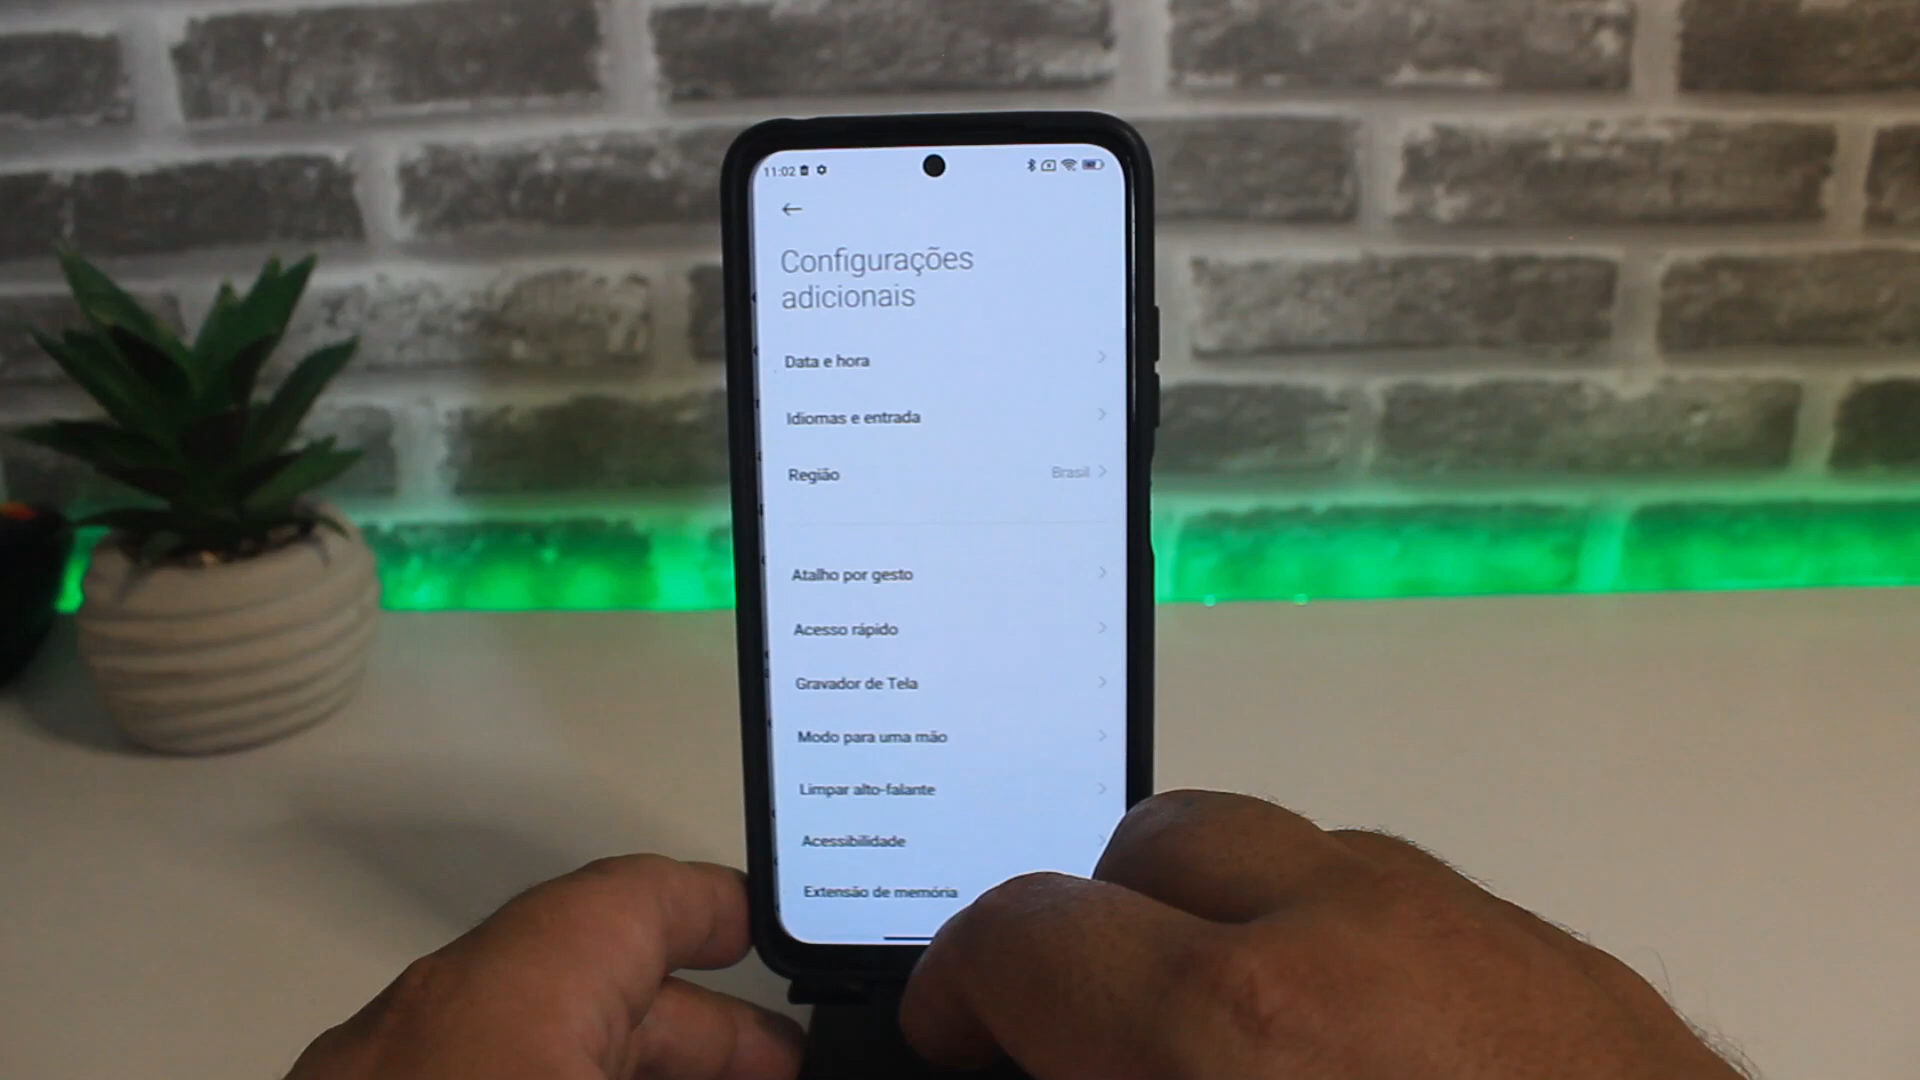 11:02
Configurações
adicionais
Data e hora
Idiomas e entrada
Região Brasil
Atalho por gesto
Acesso rápido
Gravador de Tela
Modo para uma mão
Limpar alto-falante
Acessibilidade
Extensão de memória